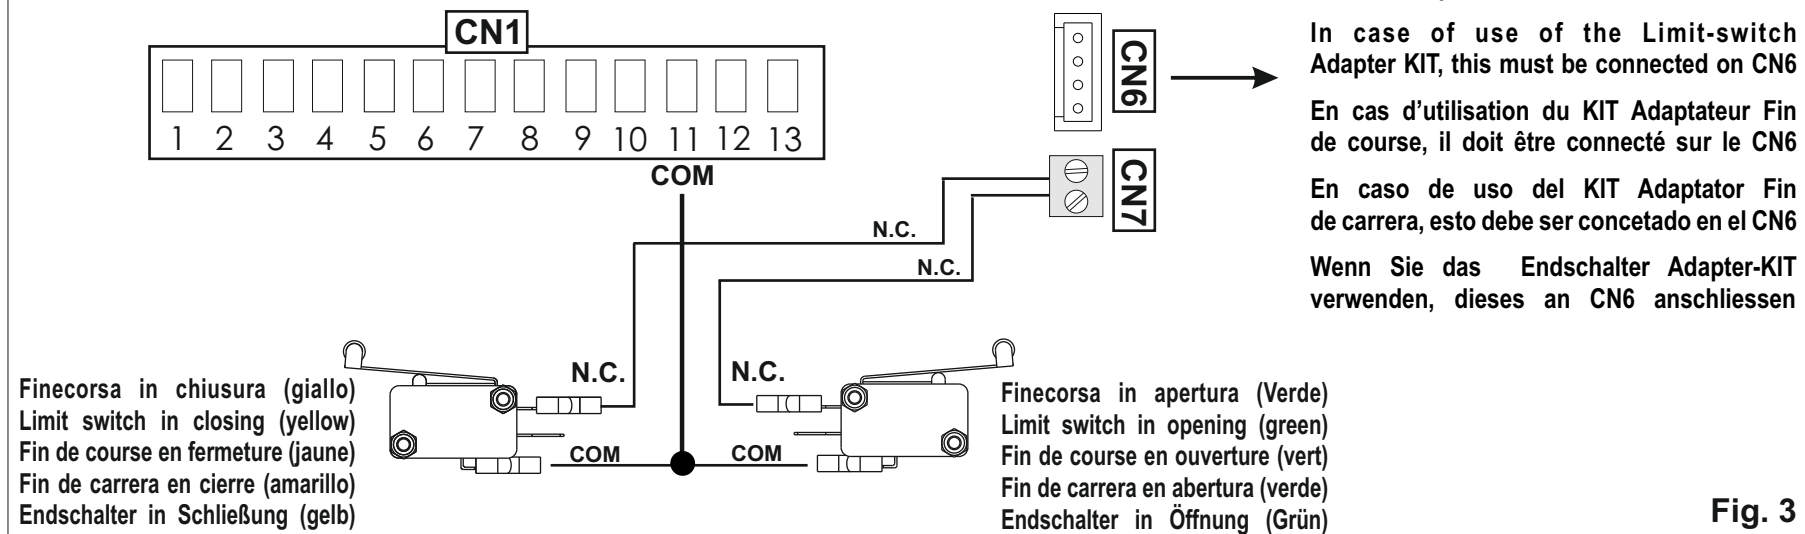 CN1
1 2 3 4 5 6 7 8 9 10 11 12 13
COM
CN6
CN7
N.C.
N.C.
N.C.
N.C.
COM
COM
In case of use of the Limit-switch
Adapter KIT, this must be connected on CN6
En cas d’utilisation du KIT Adaptateur Fin
de course, il doit être connecté sur le CN6
En caso de uso del KIT Adaptator Fin
de carrera, esto debe ser concetado en el CN6
Wenn Sie das Endschalter Adapter-KIT
verwenden, dieses an CN6 anschliessen
Finecorsa in chiusura (giallo)
Limit switch in closing (yellow)
Fin de course en fermeture (jaune)
Fin de carrera en cierre (amarillo)
Endschalter in Schließung (gelb)
Finecorsa in apertura (Verde)
Limit switch in opening (green)
Fin de course en ouverture (vert)
Fin de carrera en abertura (verde)
Endschalter in Öffnung (Grün)
Fig. 3